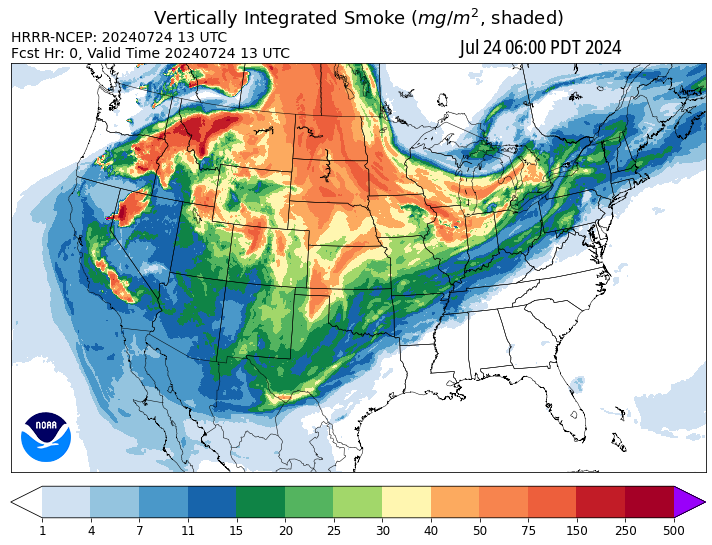 Vertically Integrated Smoke (mg/m², shaded)
HRRR-NCEP: 20240724 13 UTC
Fcst Hr: 0, Valid Time 20240724 13 UTC
Jul 24 06:00 PDT 2024
NOAA
1 4 7 11 15 20 25 30 40 50 75 150 250 500